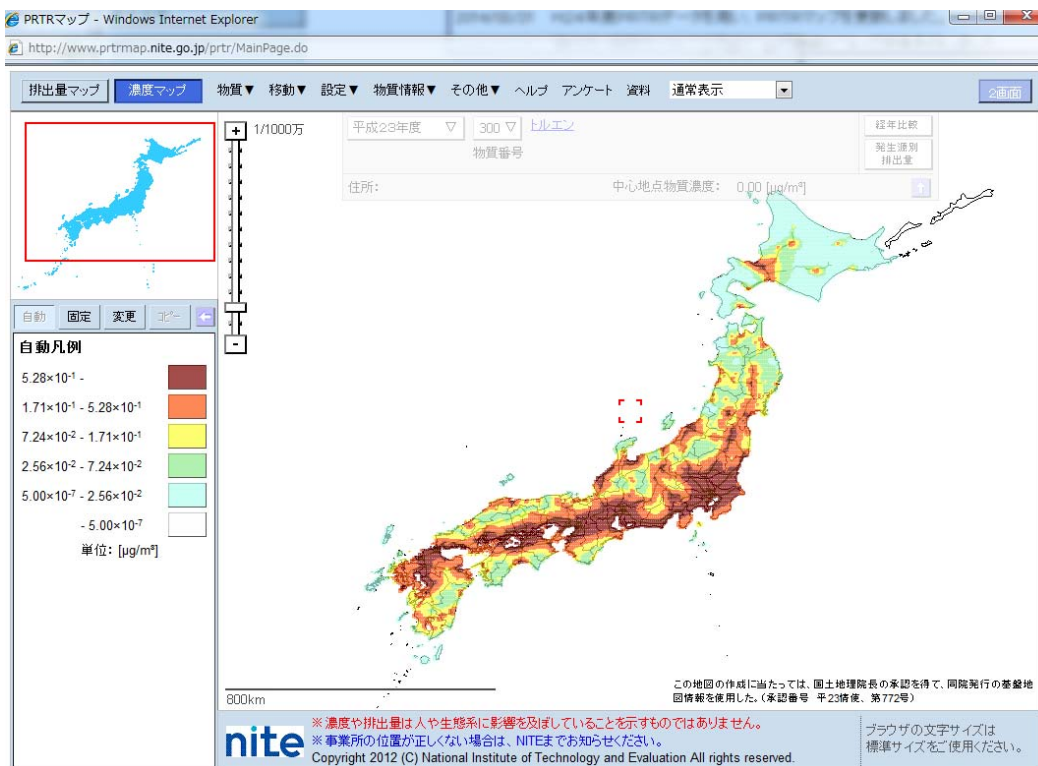 PRTRマップ - Windows Internet Explorer
http://www.prtrmap.nite.go.jp/prtr/MainPage.do
排出量マップ 濃度マップ 物質▼ 移動▼ 設定▼ 物質情報▼ その他▼ ヘルプ アンケート 資料 通常表示 2画面
1/1000万
平成23年度 ▽ 300 ▽ トルエン 経年比較
物質番号
発生源別
排出量
住所: 中心地点物質濃度: 0.00 [μg/m³]
自動 固定 変更 コピー
自動凡例
5.28×10⁻¹ -
1.71×10⁻¹ - 5.28×10⁻¹
7.24×10⁻² - 1.71×10⁻¹
2.56×10⁻² - 7.24×10⁻²
5.00×10⁻⁷ - 2.56×10⁻²
- 5.00×10⁻⁷
単位: [μg/m³]
800km
この地図の作成に当たっては、国土地理院長の承認を得て、同院発行の基盤地
図情報を使用した。(承認番号 平23情使、第772号)
nite
※濃度や排出量は人や生態系に影響を及ぼしていることを示すものではありません。
※事業所の位置が正しくない場合は、NITEまでお知らせください。
Copyright 2012 (C) National Institute of Technology and Evaluation All rights reserved.
ブラウザの文字サイズは
標準サイズをご使用ください。